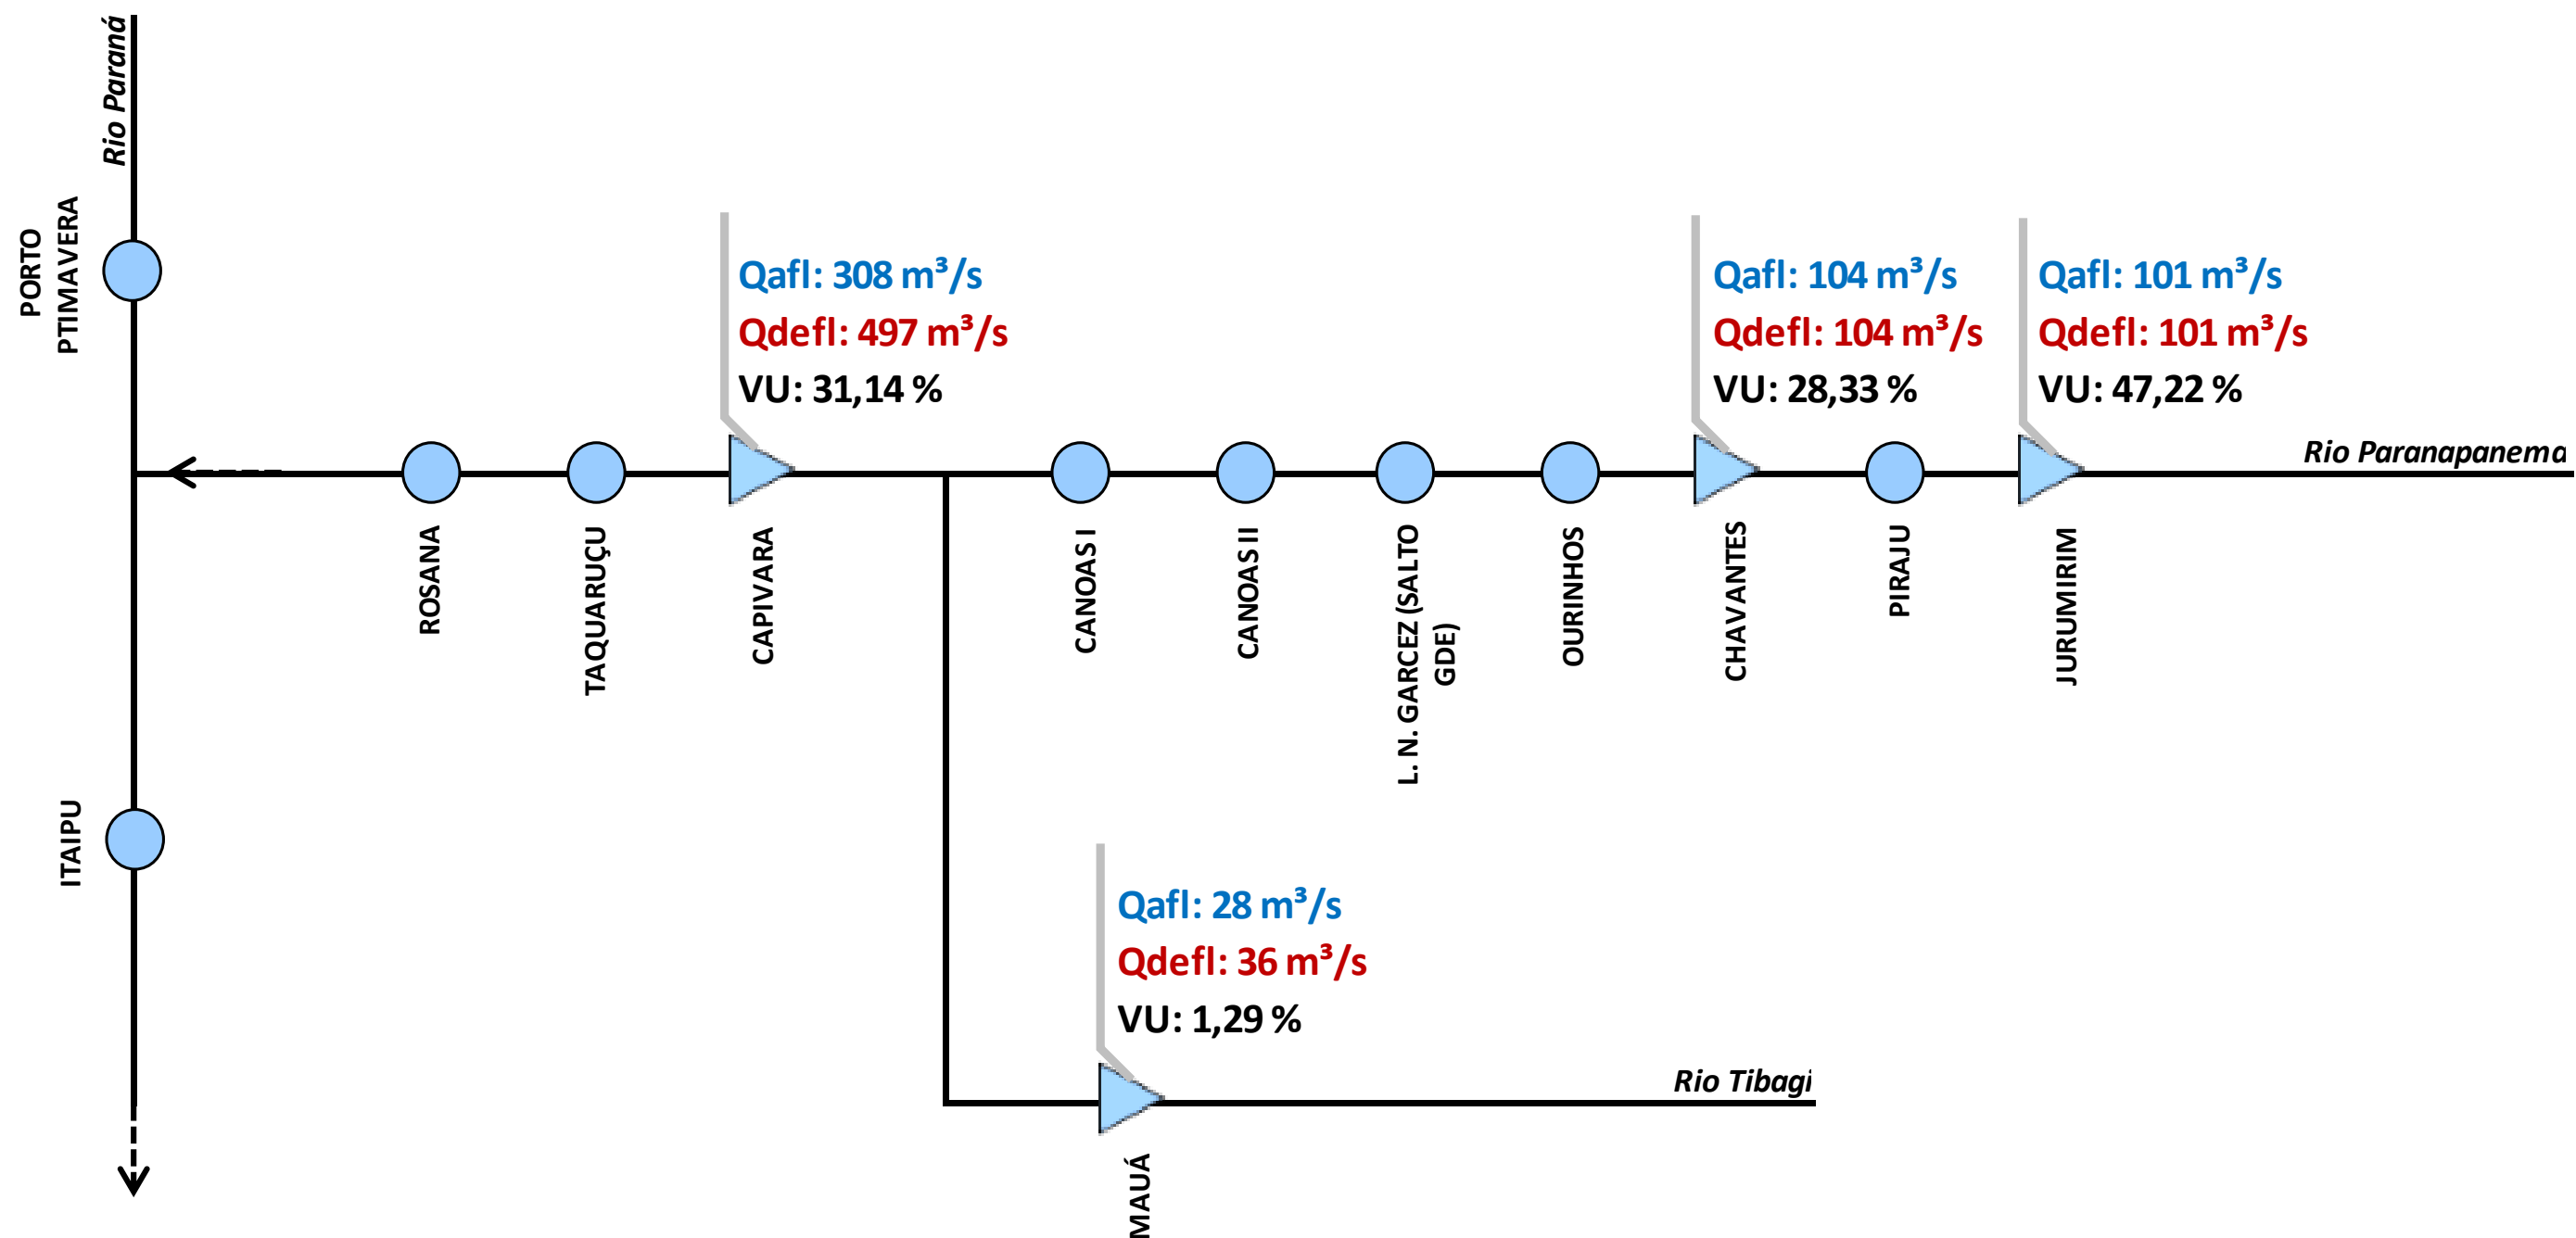 Rio Paraná
PORTO
PTIMAVERA
Qafl: 308 m³/s
Qdefl: 497 m³/s
VU: 31,14 %
Qafl: 104 m³/s
Qdefl: 104 m³/s
VU: 28,33 %
Qafl: 101 m³/s
Qdefl: 101 m³/s
VU: 47,22 %
Rio Paranapanema
ROSANA
TAQUARUÇU
CAPIVARA
CANOAS I
CANOAS II
L. N. GARCEZ (SALTO
GDE)
OURINHOS
CHAVANTES
PIRAJU
JURUMIRIM
ITAIPU
Qafl: 28 m³/s
Qdefl: 36 m³/s
VU: 1,29 %
Rio Tibagi
MAUÁ